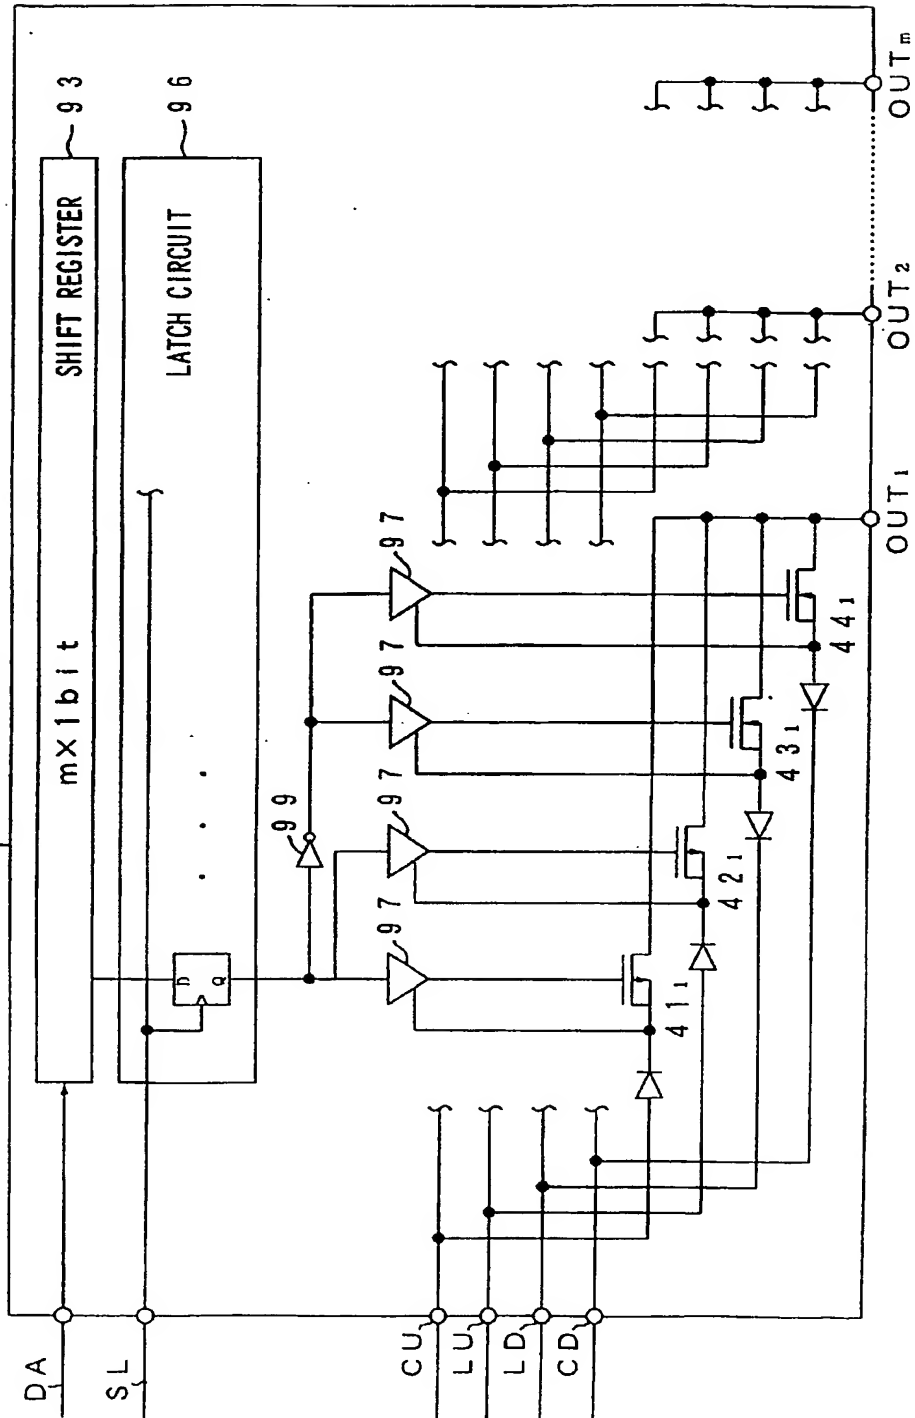 DA
SL
CU
LU
LD
CD
mX1bit
SHIFT REGISTER
93
LATCH CIRCUIT
96
D
Q
. . .
99
97
97
97
97
41₁
42₁
43₁
44₁
OUT₁
OUT₂
OUTₘ